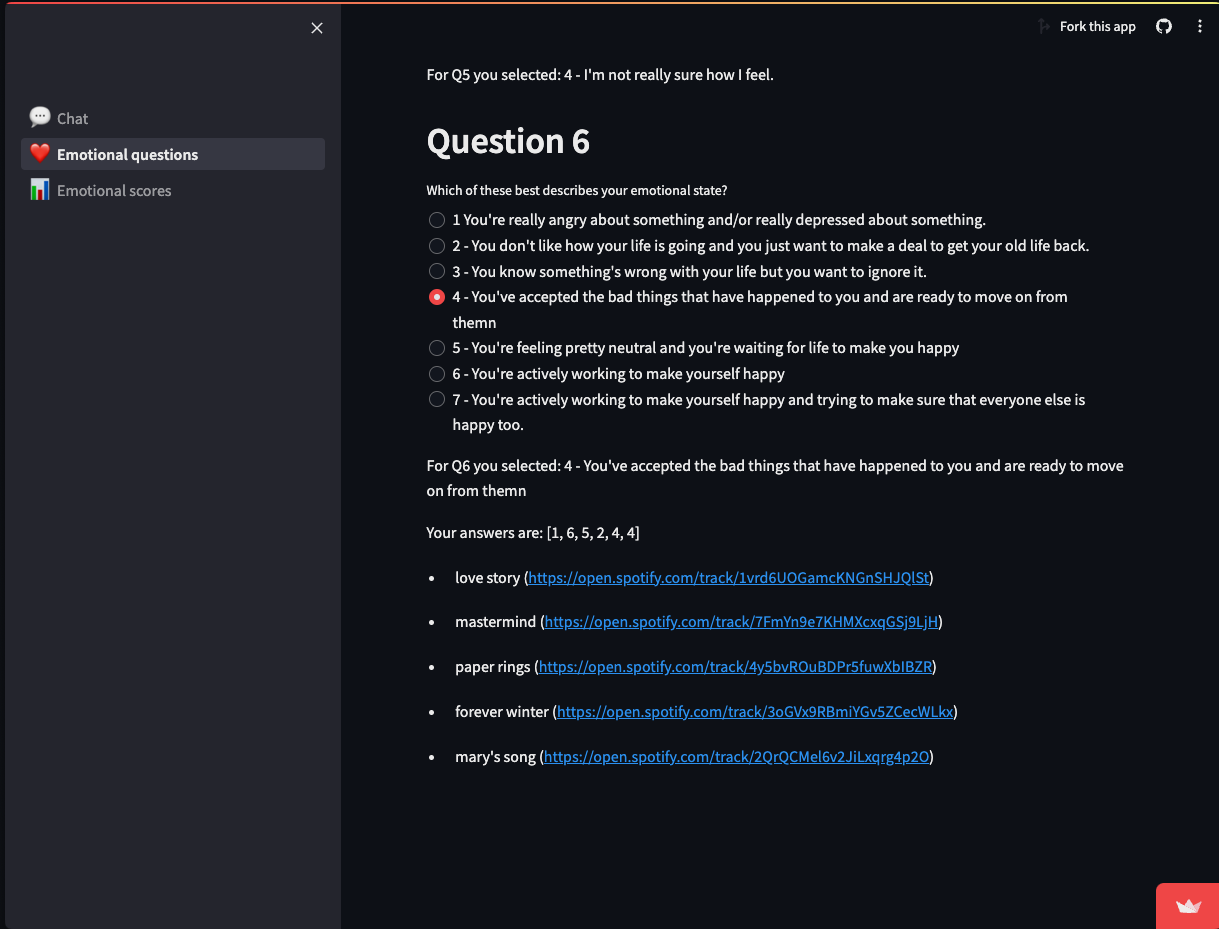 Fork this app
Chat
Emotional questions
Emotional scores
For Q5 you selected: 4 - I'm not really sure how I feel.
Question 6
Which of these best describes your emotional state?
1 You're really angry about something and/or really depressed about something.
2 - You don't like how your life is going and you just want to make a deal to get your old life back.
3 - You know something's wrong with your life but you want to ignore it.
4 - You've accepted the bad things that have happened to you and are ready to move on from
themn
5 - You're feeling pretty neutral and you're waiting for life to make you happy
6 - You're actively working to make yourself happy
7 - You're actively working to make yourself happy and trying to make sure that everyone else is
happy too.
For Q6 you selected: 4 - You've accepted the bad things that have happened to you and are ready to move
on from themn
Your answers are: [1, 6, 5, 2, 4, 4]
• love story (https://open.spotify.com/track/1vrd6UOGamcKNGnSHJQlSt)
• mastermind (https://open.spotify.com/track/7FmYn9e7KHMXcxqGSj9LjH)
• paper rings (https://open.spotify.com/track/4y5bvROuBDPr5fuwXbIBZR)
• forever winter (https://open.spotify.com/track/3oGVx9RBmiYGv5ZCecWLkx)
• mary's song (https://open.spotify.com/track/2QrQCMel6v2JiLxqrg4p2O)